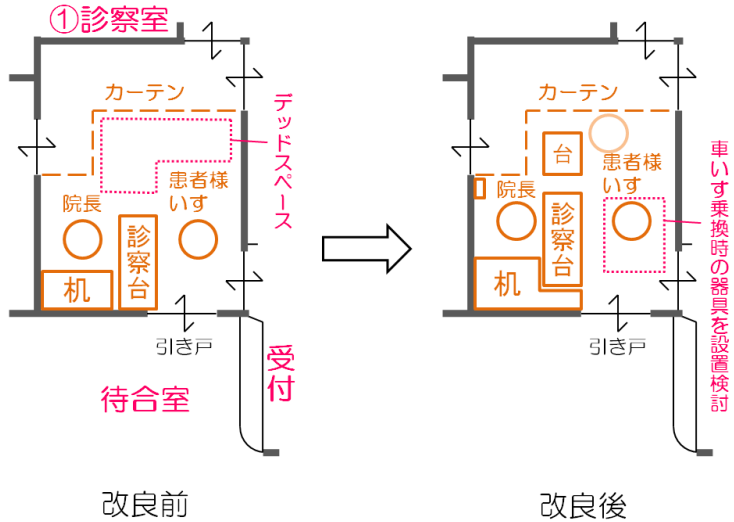 ①診察室
カーテン
デッドスペース
患者様
いす
院長
診察台
机
引き戸
受付
待合室
改良前
カーテン
台
患者様
いす
院長
診察台
机
車いす乗換時の器具を設置検討
引き戸
改良後